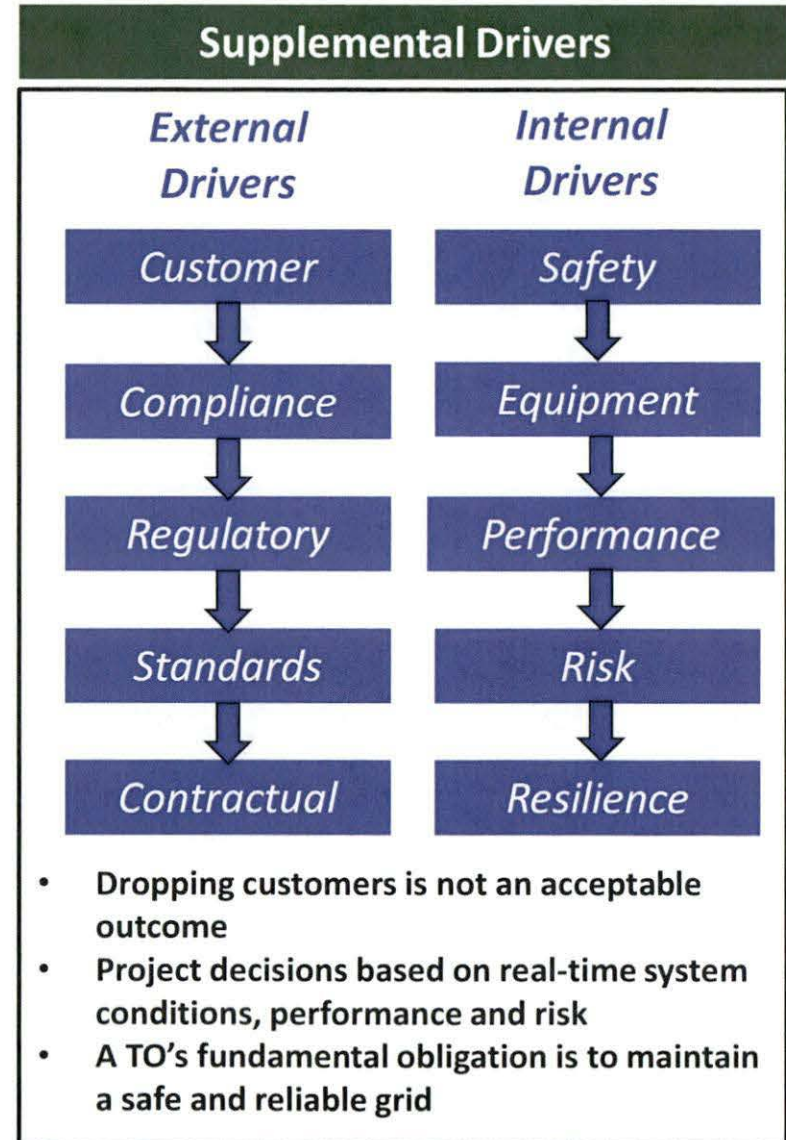 Supplemental Drivers
External
Drivers
Customer
Compliance
Regulatory
Standards
Contractual
Internal
Drivers
Safety
Equipment
Performance
Risk
Resilience
• Dropping customers is not an acceptable
outcome
• Project decisions based on real-time system
conditions, performance and risk
• A TO’s fundamental obligation is to maintain
a safe and reliable grid